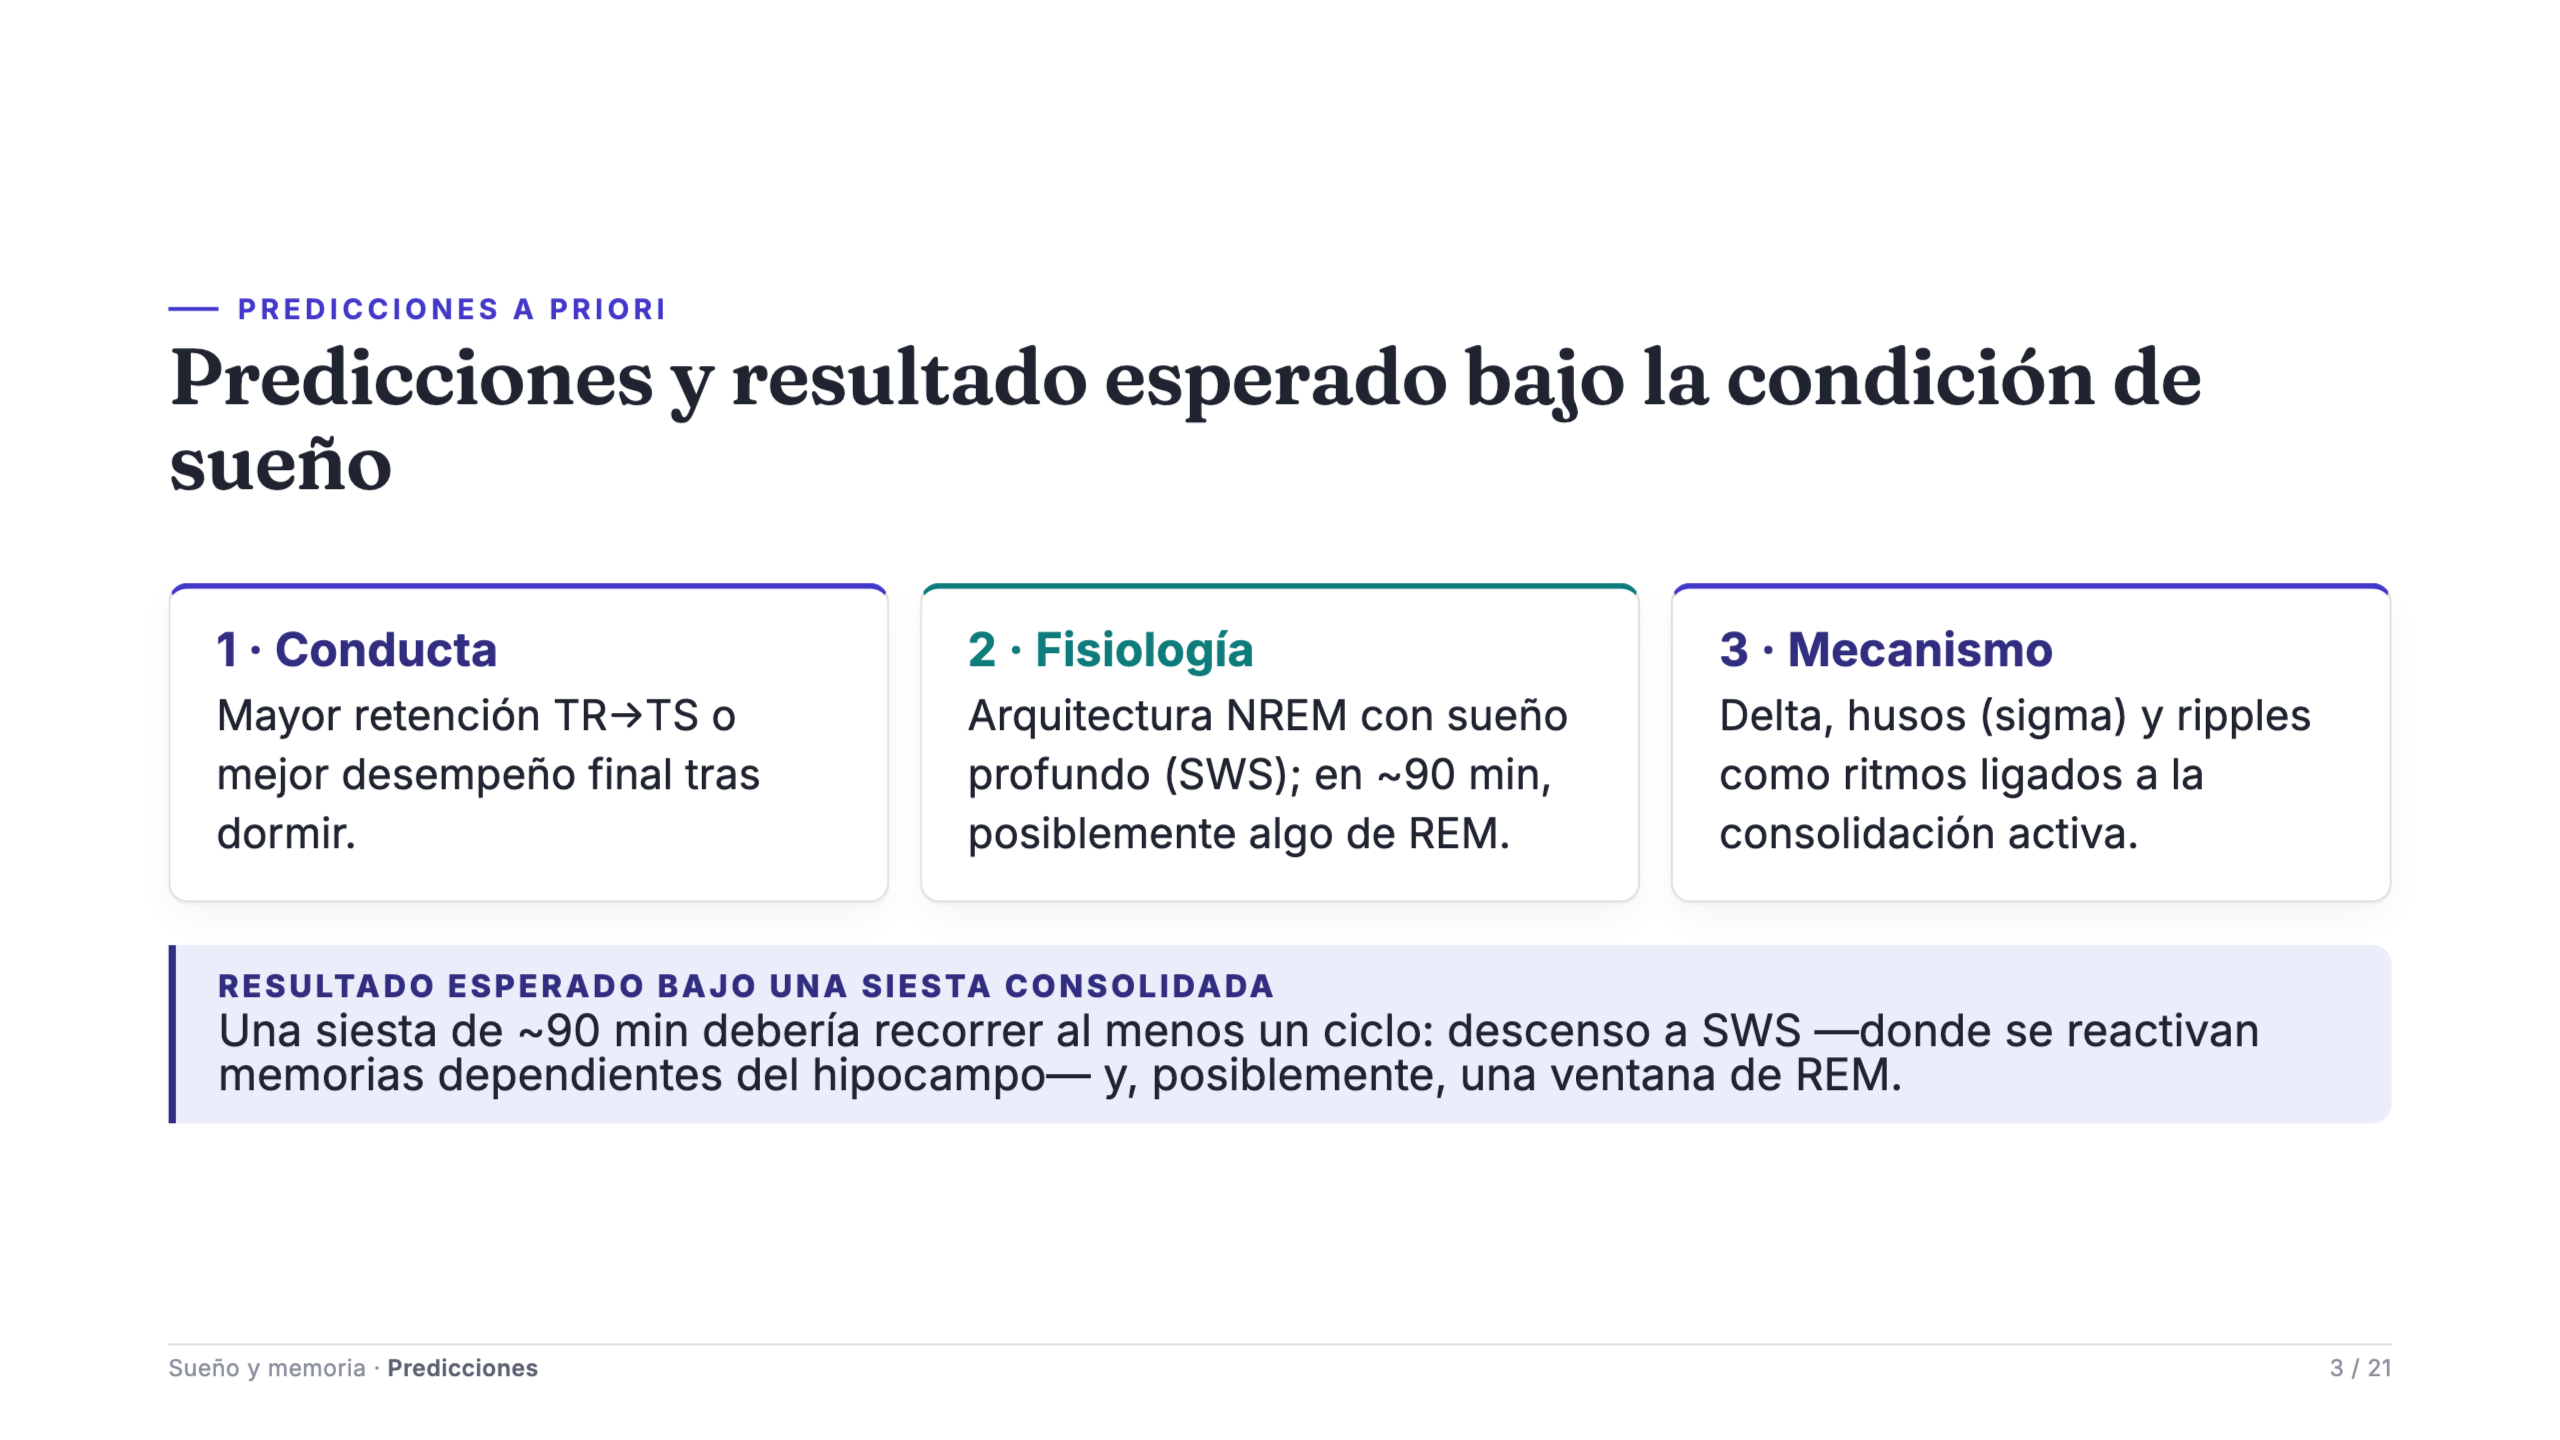 PREDICCIONES A PRIORI
Predicciones y resultado esperado bajo la condición de
sueño
1 · Conducta
Mayor retención TR→TS o
mejor desempeño final tras
dormir.
2 · Fisiología
Arquitectura NREM con sueño
profundo (SWS); en ~90 min,
posiblemente algo de REM.
3 · Mecanismo
Delta, husos (sigma) y ripples
como ritmos ligados a la
consolidación activa.
RESULTADO ESPERADO BAJO UNA SIESTA CONSOLIDADA
Una siesta de ~90 min debería recorrer al menos un ciclo: descenso a SWS —donde se reactivan
memorias dependientes del hipocampo— y, posiblemente, una ventana de REM.
Sueño y memoria · Predicciones
3 / 21